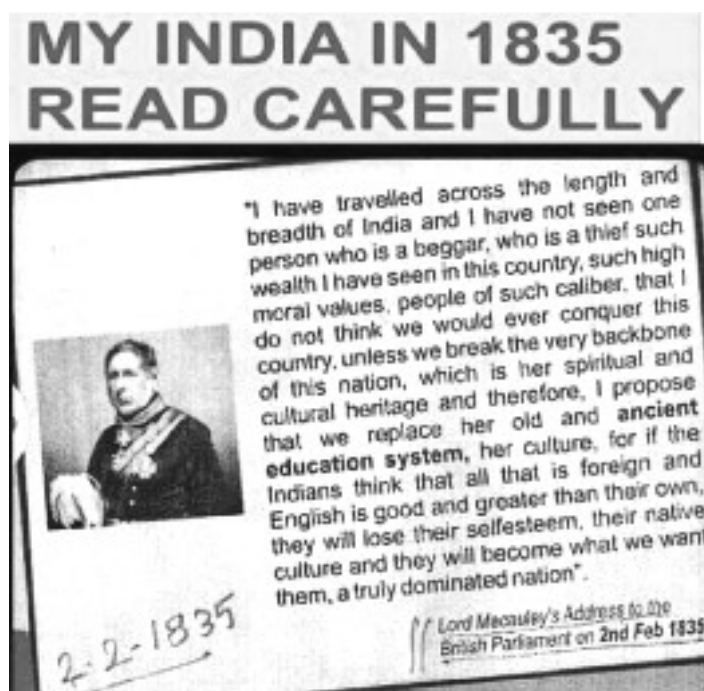 MY INDIA IN 1835
READ CAREFULLY
"I have travelled across the length and
breadth of India and I have not seen one
person who is a beggar, who is a thief such
wealth I have seen in this country, such high
moral values, people of such caliber, that I
do not think we would ever conquer this
country, unless we break the very backbone
of this nation, which is her spiritual and
cultural heritage and therefore, I propose
that we replace her old and ancient
education system, her culture, for if the
Indians think that all that is foreign and
English is good and greater than their own,
they will lose their selfesteem, their native
culture and they will become what we want
them, a truly dominated nation".
Lord Mecauley's Address to the
British Parliament on 2nd Feb 1835
2-2-1835